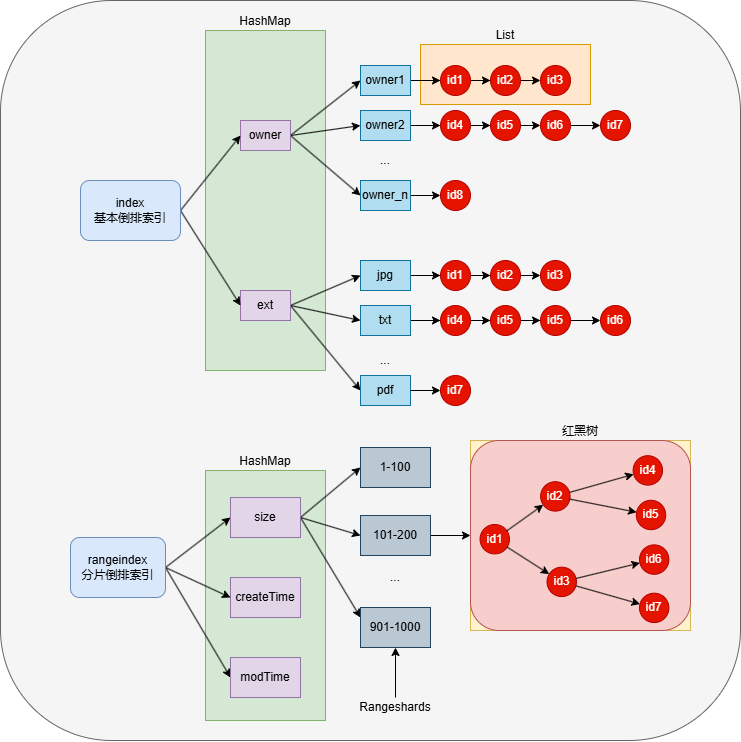 HashMap
List
owner1
id1
id2
id3
owner
owner2
id4
id5
id6
id7
...
owner_n
id8
index
基本倒排索引
jpg
id1
id2
id3
ext
txt
id4
id5
id5
id6
...
pdf
id7
HashMap
红黑树
size
1-100
101-200
...
901-1000
id1
id2
id3
id4
id5
id6
id7
rangeindex
分片倒排索引
createTime
modTime
Rangeshards